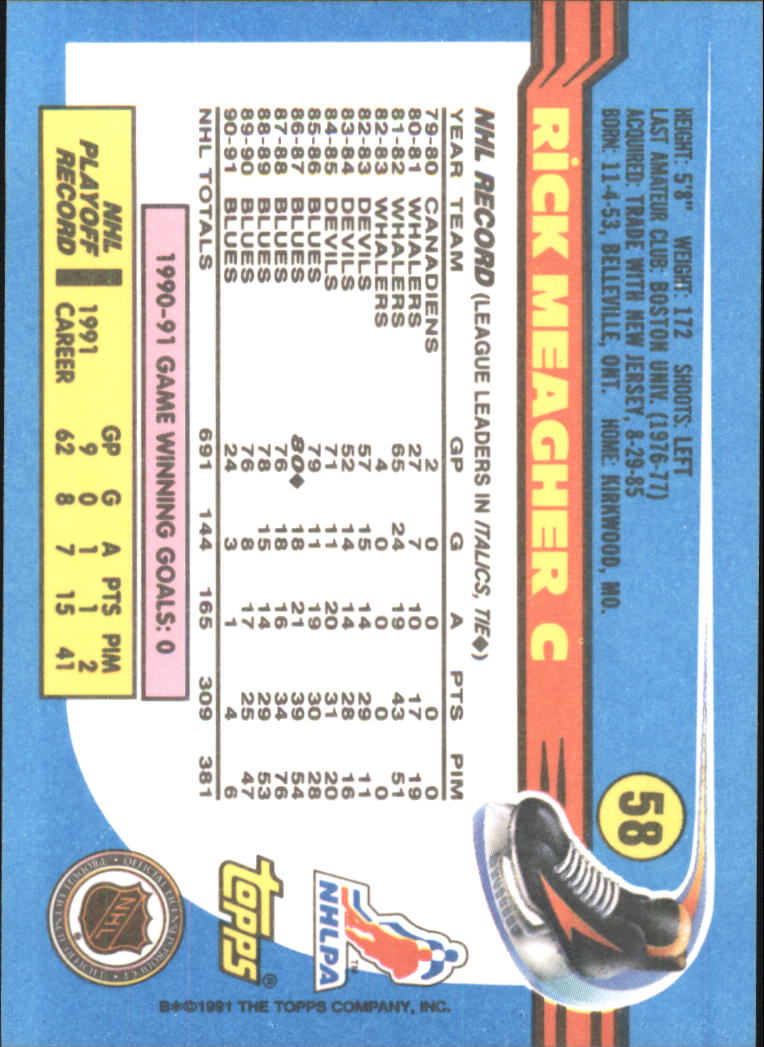 HEIGHT: 5'8" WEIGHT: 172 SHOOTS: LEFT
LAST AMATEUR CLUB: BOSTON UNIV. (1976-77)
ACQUIRED: TRADE WITH NEW JERSEY, 8-29-85
BORN: 11-4-53, BELLEVILLE, ONT. HOME: KIRKWOOD, MO.
58
RiCK MEAGHER C
NHL RECORD (LEAGUE LEADERS IN ITALICS, TIE♦)
YEAR TEAM GP G A PTS PIM
79-80 CANADIENS 2 0 0 0 0
80-81 WHALERS 27 7 10 17 19
81-82 WHALERS 65 24 19 43 51
82-83 WHALERS 4 0 0 0 0
82-83 DEVILS 57 15 14 29 11
83-84 DEVILS 52 14 14 28 16
84-85 DEVILS 71 11 20 31 20
85-86 BLUES 79 11 19 30 28
86-87 BLUES 80♦ 18 21 39 54
87-88 BLUES 76 18 16 34 76
88-89 BLUES 78 15 14 29 53
89-90 BLUES 76 8 17 25 47
90-91 BLUES 24 3 1 4 6
NHL TOTALS 691 144 165 309 381
1990-91 GAME WINNING GOALS: 0
NHL PLAYOFF RECORD
GP G A PTS PIM
1991 9 0 1 1 2
CAREER 62 8 7 15 41
NHLPA TM
topps ®
NHL ®
OFFICIAL LICENSED PRODUCT
B*©1991 THE TOPPS COMPANY, INC.